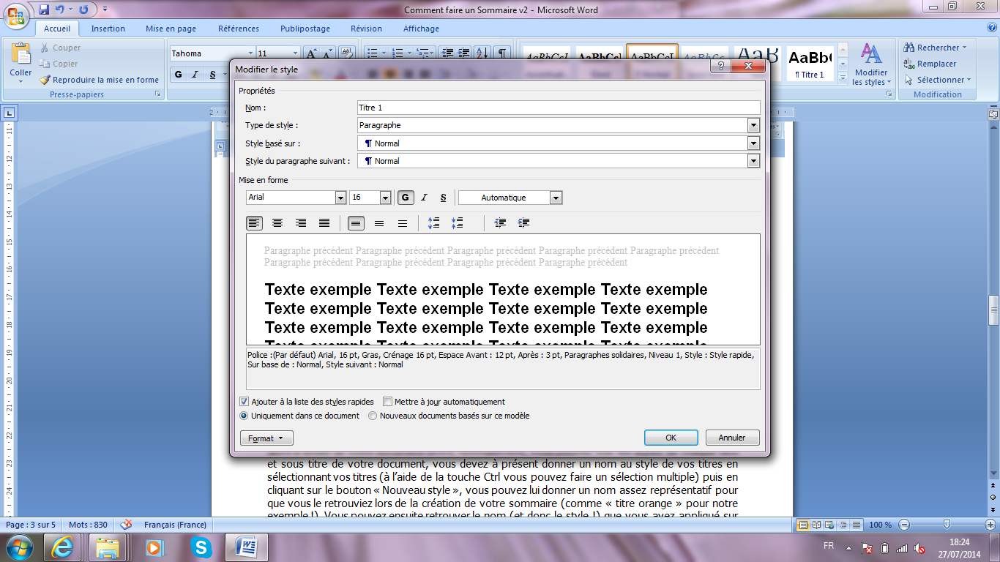 Comment faire un Sommaire v2 - Microsoft Word
Accueil Insertion Mise en page Références Publipostage Révision Affichage
Coller
Couper
Copier
Reproduire la mise en forme
Presse-papiers
Tahoma 11
G I S
AaBbCcI AaBbCcI AaBbCcI AaBbCcI AaB AaBb(
¶ Titre 1
Modifier
les styles
Rechercher
Remplacer
Sélectionner
Modification
Modifier le style
Propriétés
Nom : Titre 1
Type de style : Paragraphe
Style basé sur : ¶ Normal
Style du paragraphe suivant : ¶ Normal
Mise en forme
Arial 16 G I S Automatique
Paragraphe précédent Paragraphe précédent Paragraphe précédent Paragraphe précédent Paragraphe précédent
Paragraphe précédent Paragraphe précédent Paragraphe précédent Paragraphe précédent
Texte exemple Texte exemple Texte exemple Texte exemple
Texte exemple Texte exemple Texte exemple Texte exemple
Texte exemple Texte exemple Texte exemple Texte exemple
Texte exemple Texte exemple Texte exemple Texte exemple
Police :(Par défaut) Arial, 16 pt, Gras, Crénage 16 pt, Espace Avant : 12 pt, Après : 3 pt, Paragraphes solidaires, Niveau 1, Style : Style rapide,
Sur base de : Normal, Style suivant : Normal
Ajouter à la liste des styles rapides Mettre à jour automatiquement
Uniquement dans ce document Nouveaux documents basés sur ce modèle
Format OK Annuler
et sous titre de votre document, vous devez à présent donner un nom au style de vos titres en
sélectionnant vos titres (à l'aide de la touche Ctrl vous pouvez faire un sélection multiple) puis en
cliquant sur le bouton « Nouveau style », vous pouvez lui donner un nom assez représentatif pour
que vous le retrouviez lors de la création de votre sommaire (comme « titre orange » pour notre
exemple !). Vous pouvez ensuite retrouver le nom (et donc le style !) que vous avez appliqué sur
Page : 3 sur 5 Mots : 830 Français (France) 100 %
FR
18:24
27/07/2014